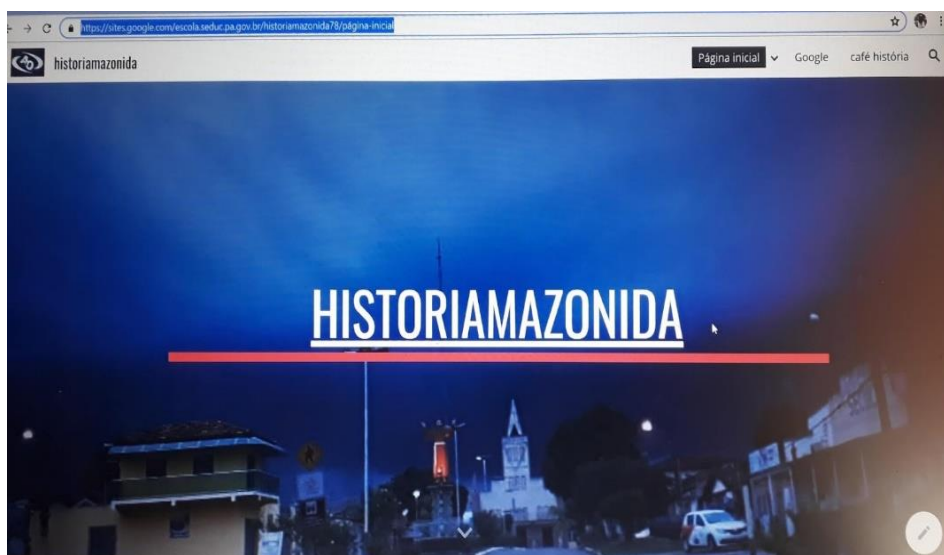 https://sites.google.com/escola.seduc.pa.gov.br/historiamazonida78/página-inicial
historiamazonida
Página inicial
Google
café história
HISTORIAMAZONIDA